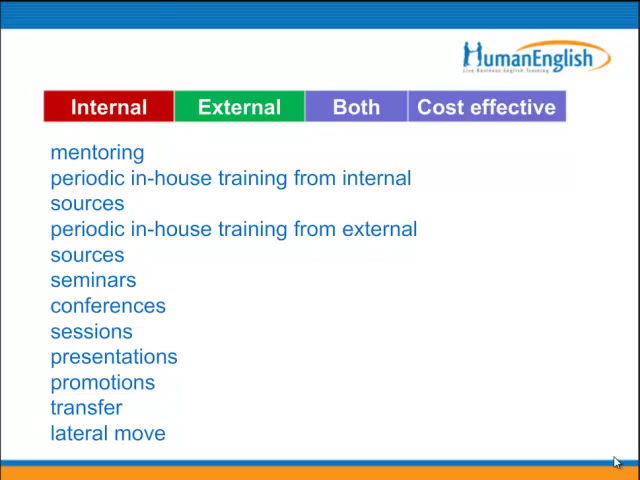 HumanEnglish
Live Business English Training
Internal External Both Cost effective
mentoring
periodic in-house training from internal
sources
periodic in-house training from external
sources
seminars
conferences
sessions
presentations
promotions
transfer
lateral move